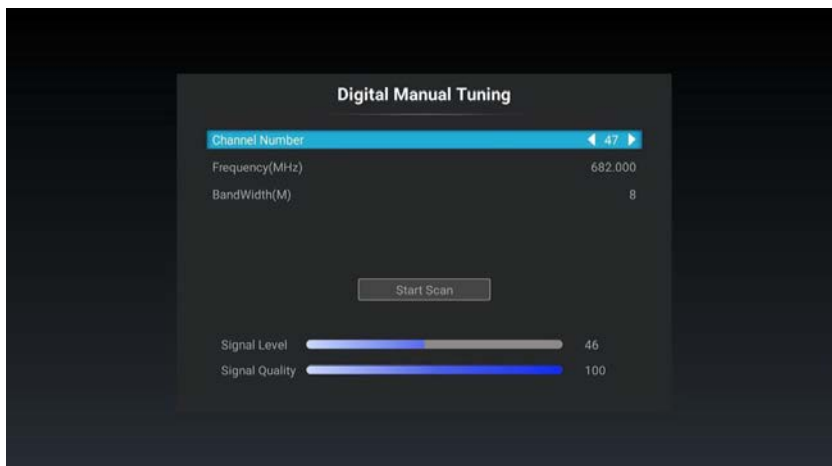 Digital Manual Tuning
Channel Number 47
Frequency(MHz) 682.000
BandWidth(M) 8
Start Scan
Signal Level 46
Signal Quality 100